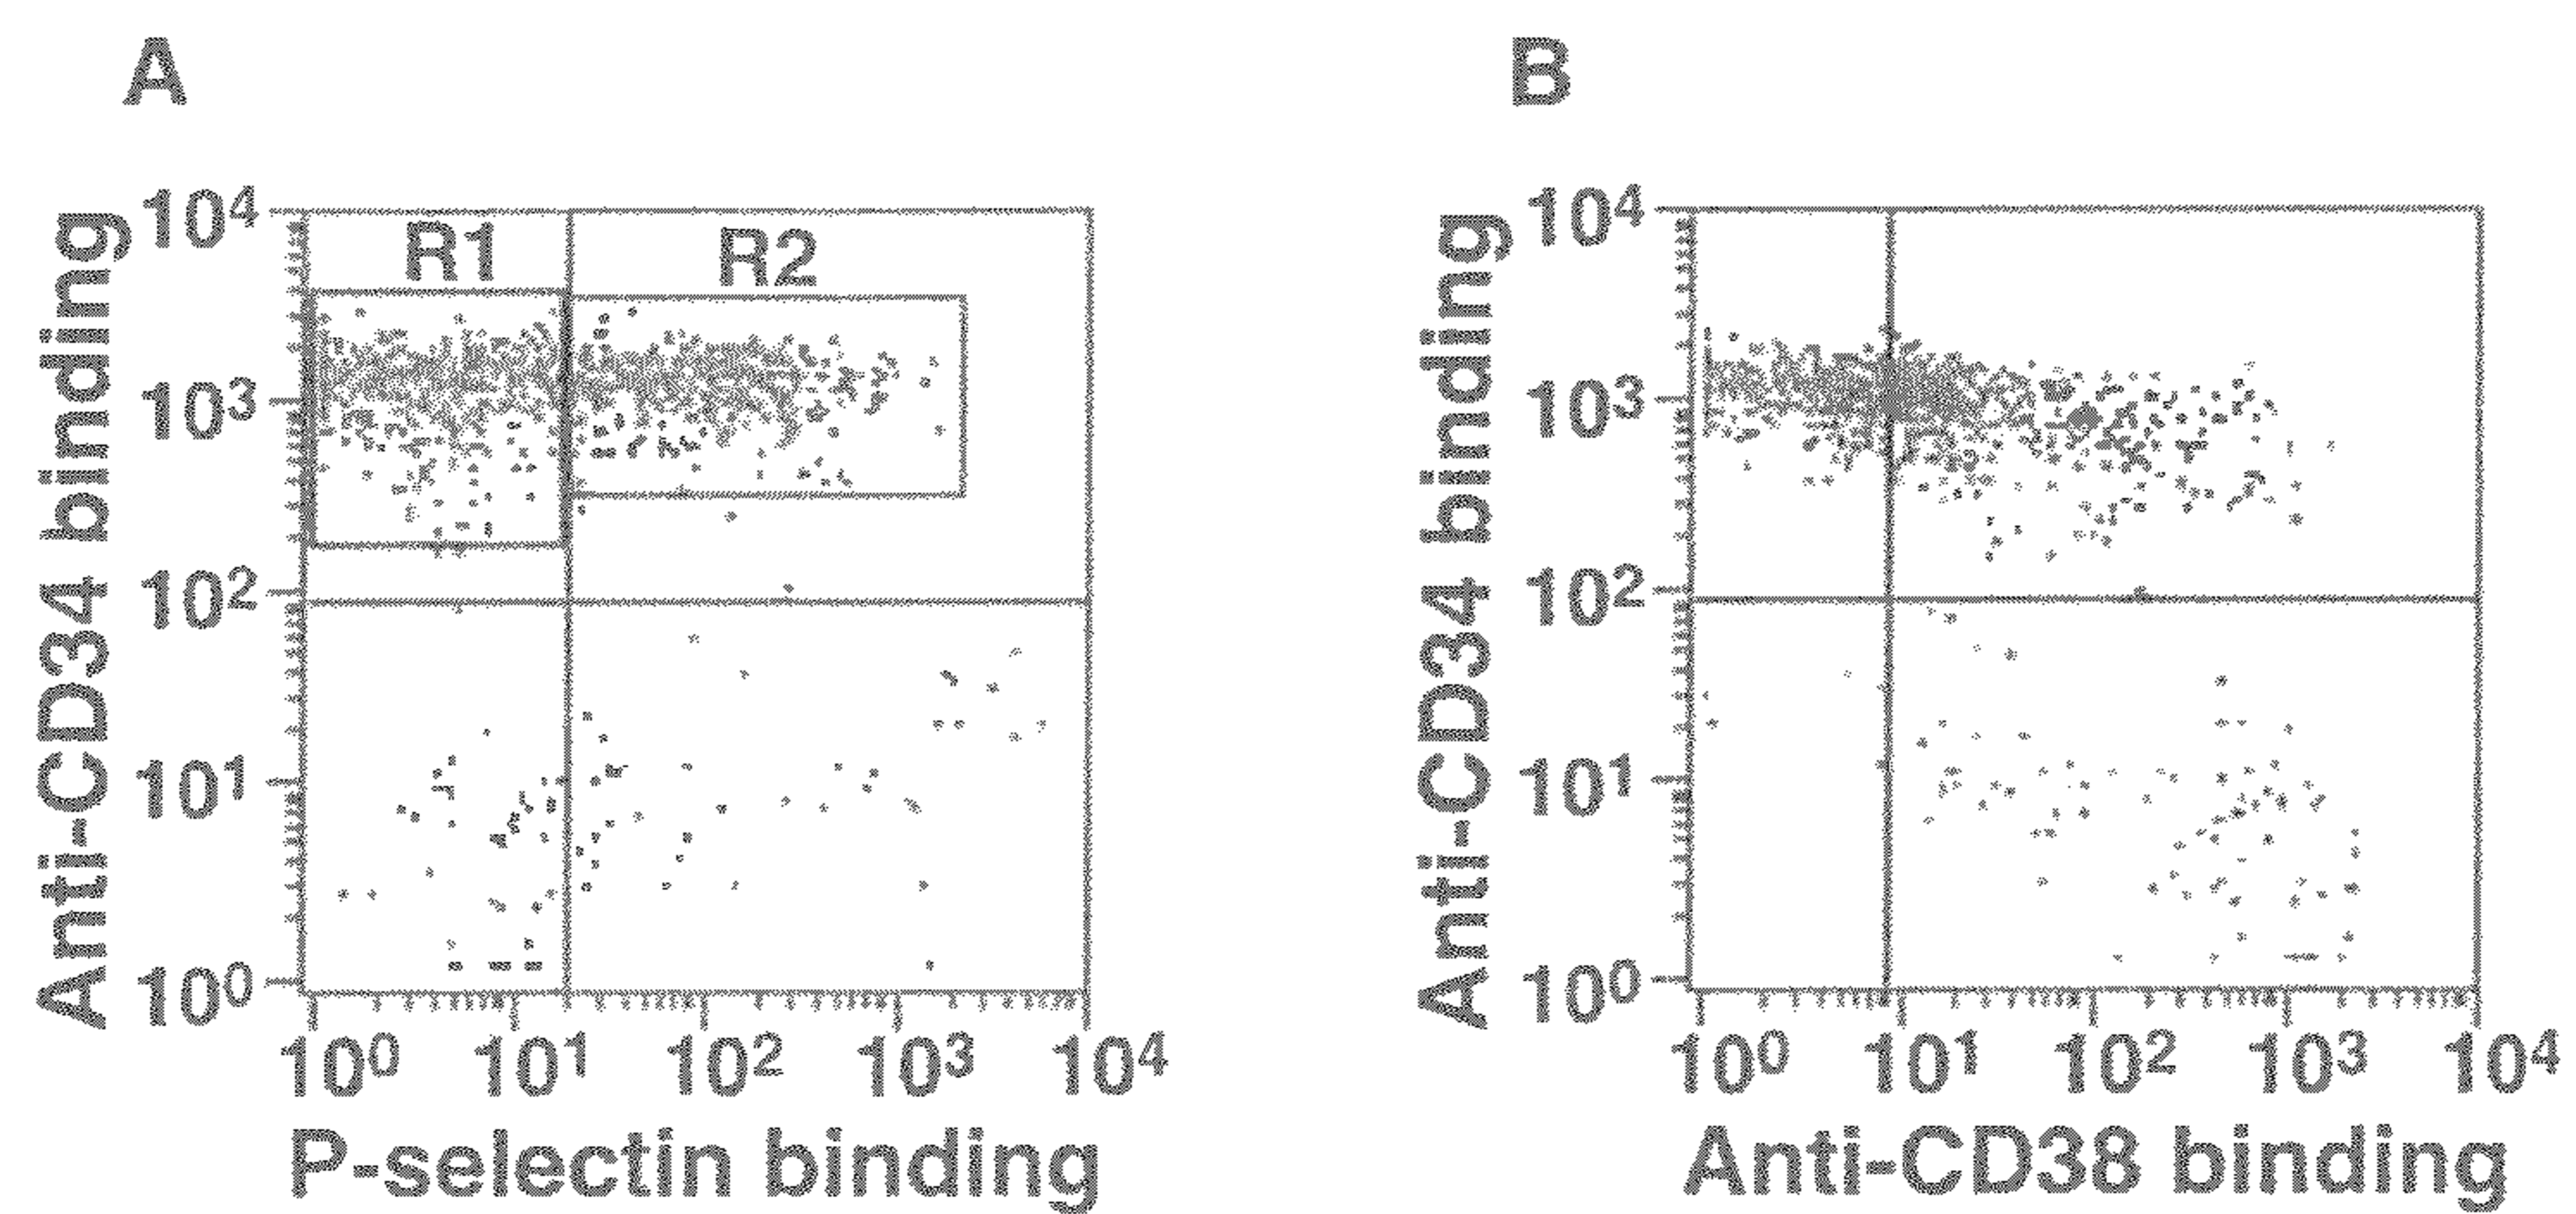 A
B
Anti-CD34 binding
10⁴
10³
10²
10¹
10⁰
R1
R2
10⁰ 10¹ 10² 10³ 10⁴
P-selectin binding
Anti-CD34 binding
10⁴
10³
10²
10¹
10⁰
10⁰ 10¹ 10² 10³ 10⁴
Anti-CD38 binding